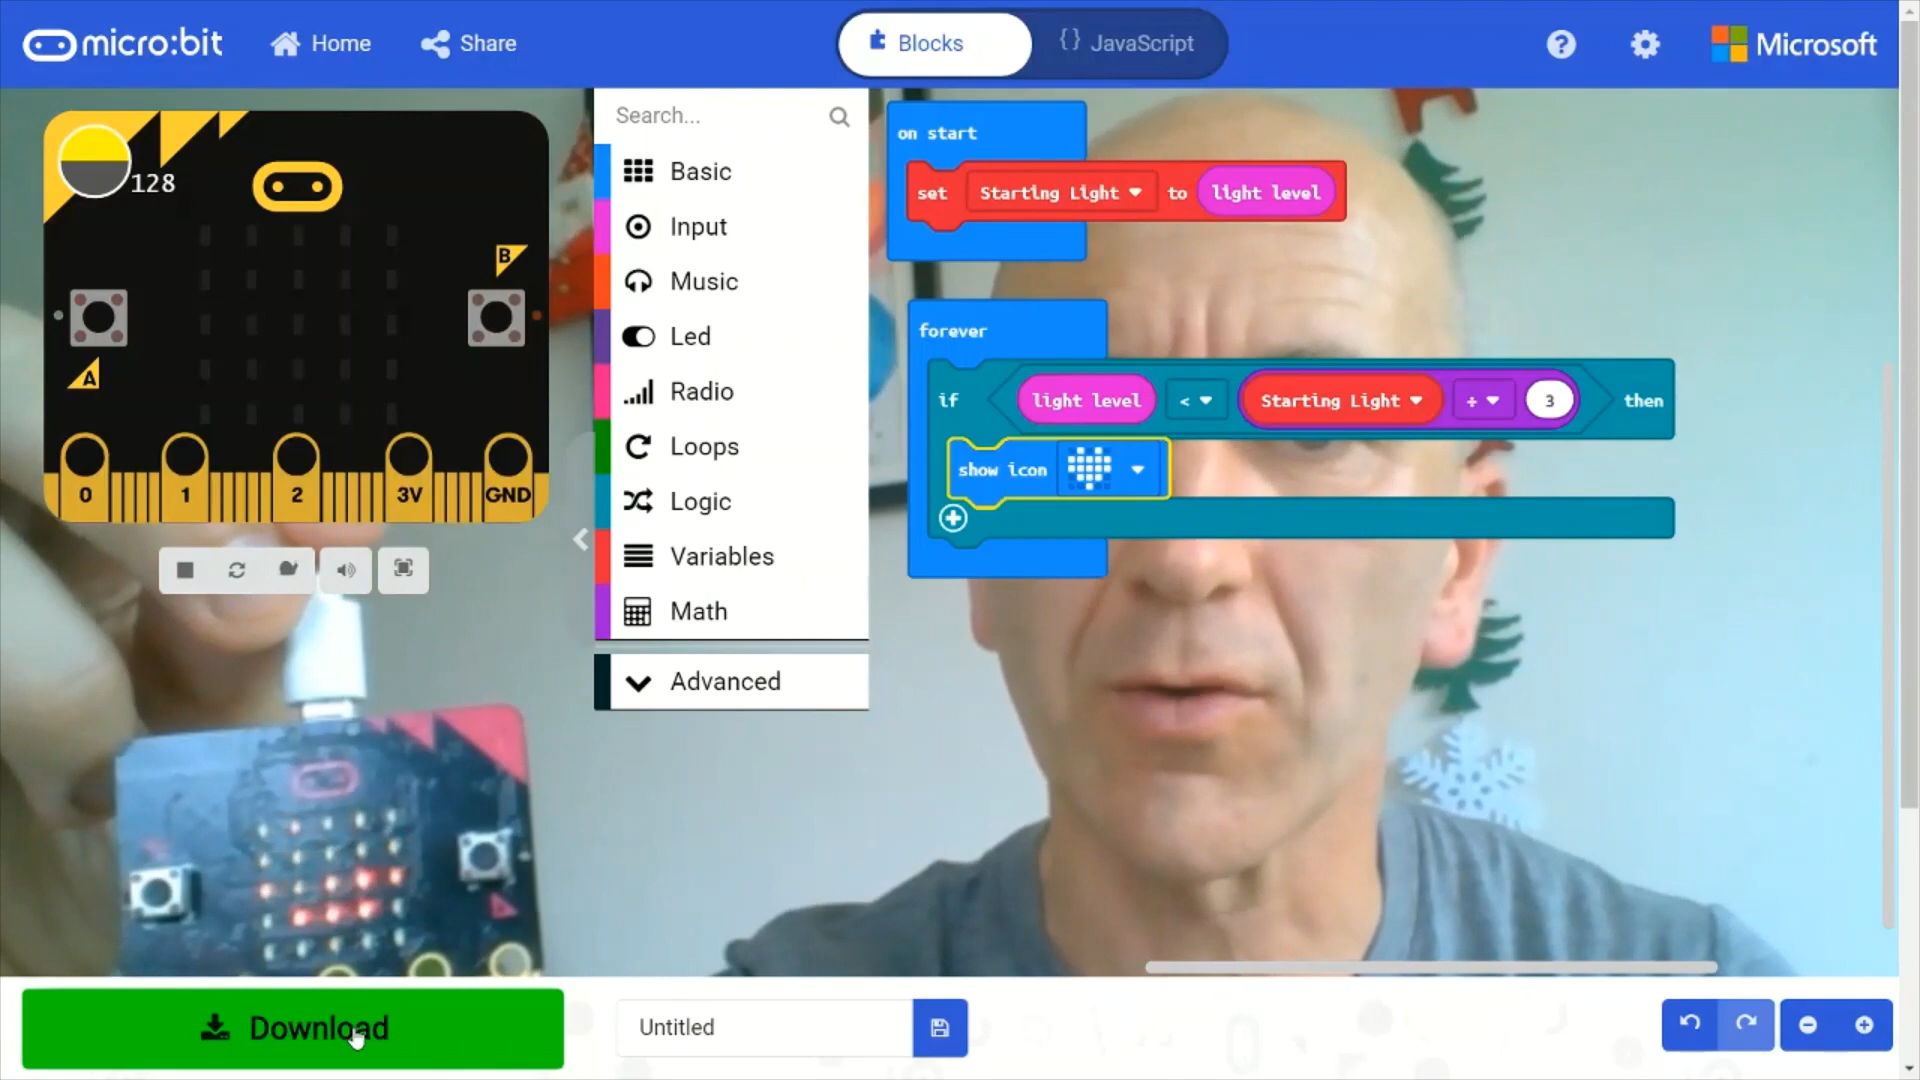 micro:bit Home Share Blocks {} JavaScript ? Microsoft
128
B
A
0 1 2 3V GND
Search...
Basic
Input
Music
Led
Radio
Loops
Logic
Variables
Math
Advanced
on start
set Starting Light to light level
forever
if light level < Starting Light ÷ 3 then
show icon
Download
Untitled